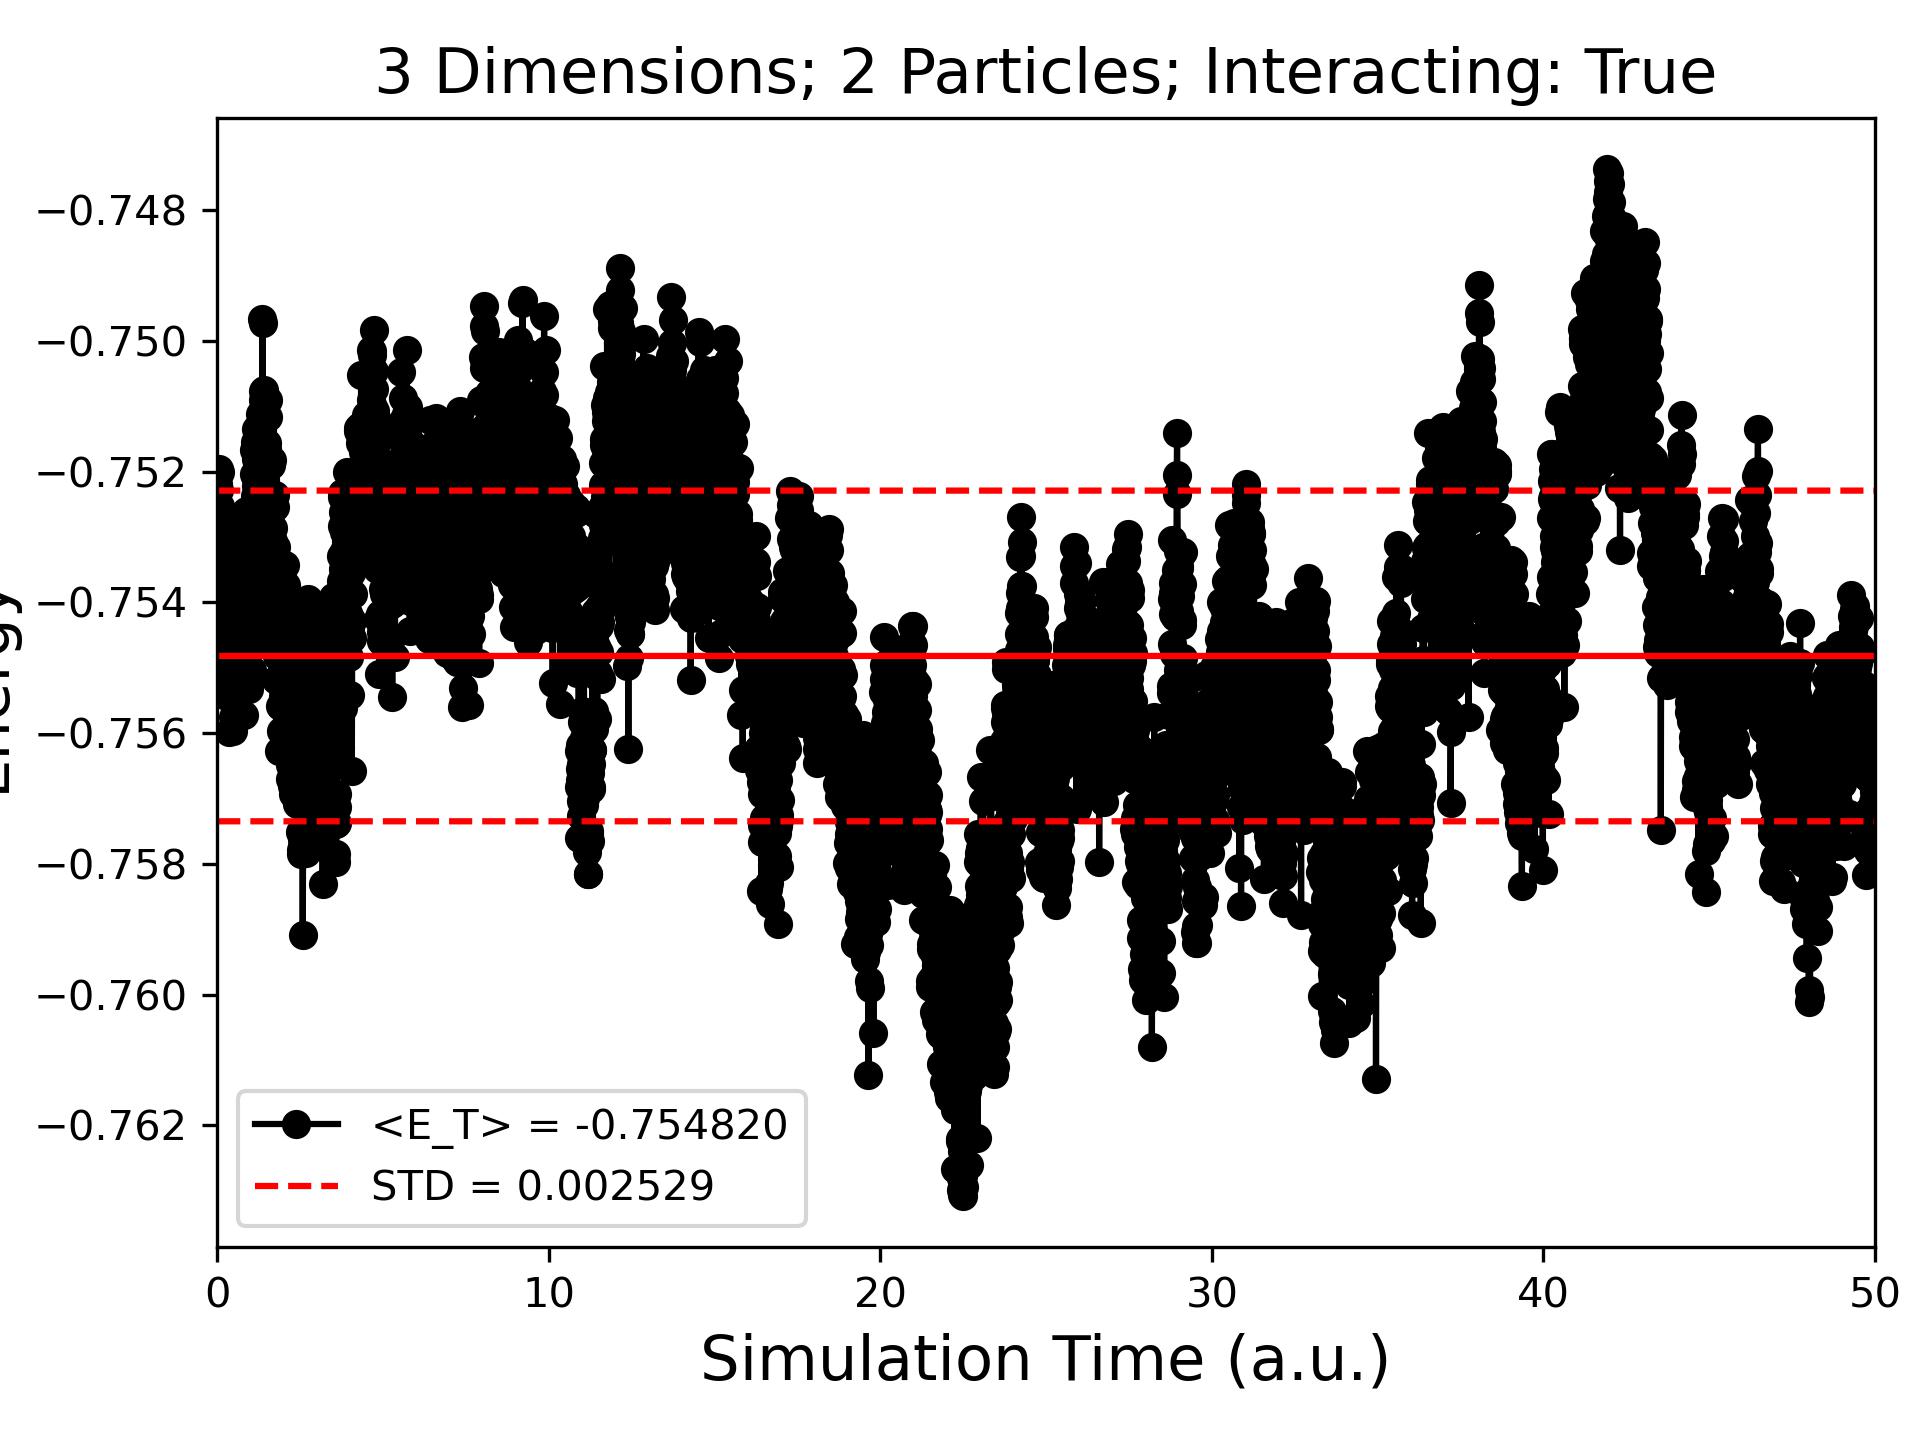 3 Dimensions; 2 Particles; Interacting: True
Energy
−0.748
−0.750
−0.752
−0.754
−0.756
−0.758
−0.760
−0.762
<E_T> = -0.754820
STD = 0.002529
0 10 20 30 40 50
Simulation Time (a.u.)